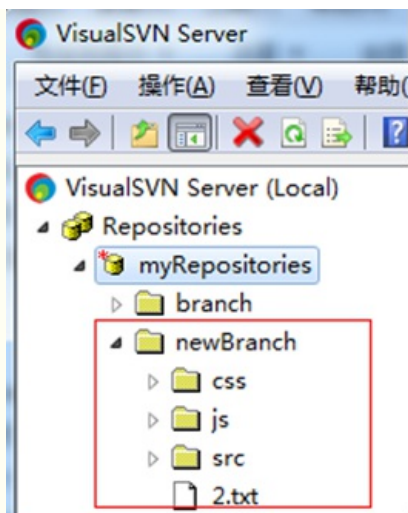 VisualSVN Server
文件(F) 操作(A) 查看(V) 帮助(
VisualSVN Server (Local)
Repositories
myRepositories
branch
newBranch
css
js
src
2.txt